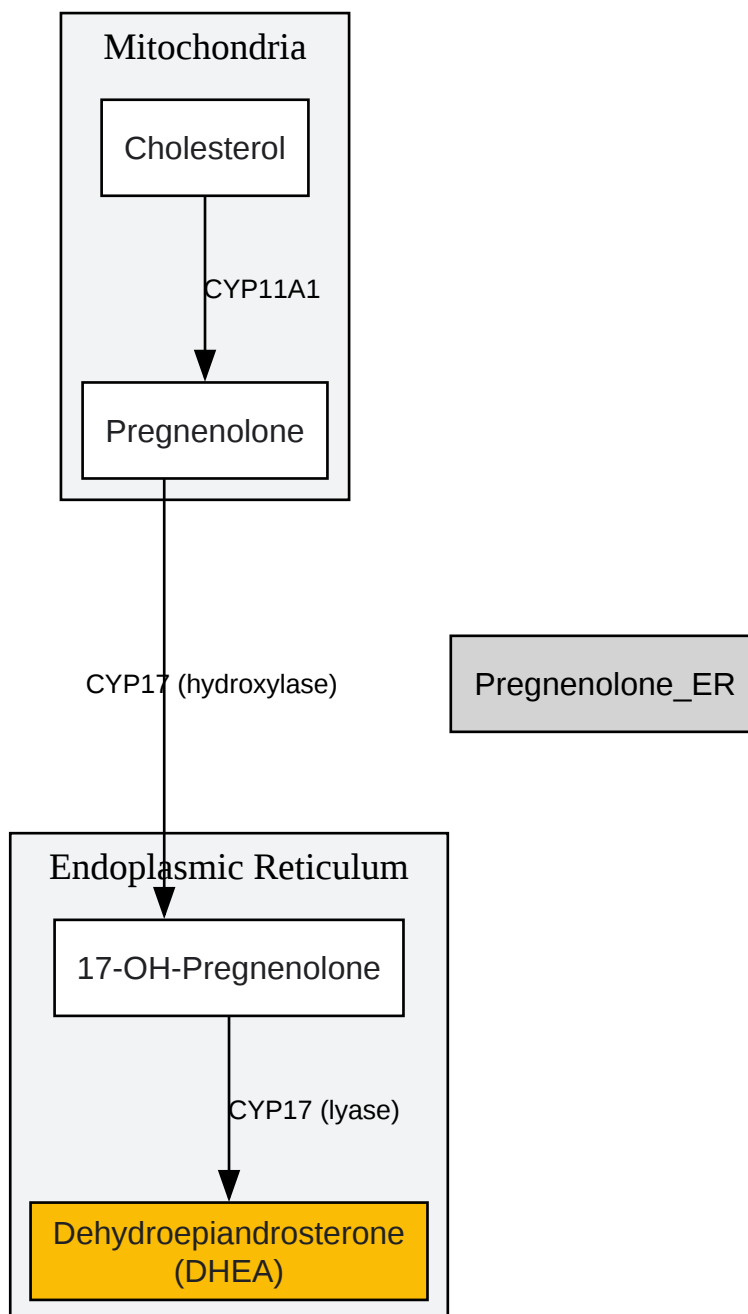 Mitochondria
Cholesterol
CYP11A1
Pregnenolone
CYP17 (hydroxylase)
Pregnenolone_ER
Endoplasmic Reticulum
17-OH-Pregnenolone
CYP17 (lyase)
Dehydroepiandrosterone
(DHEA)